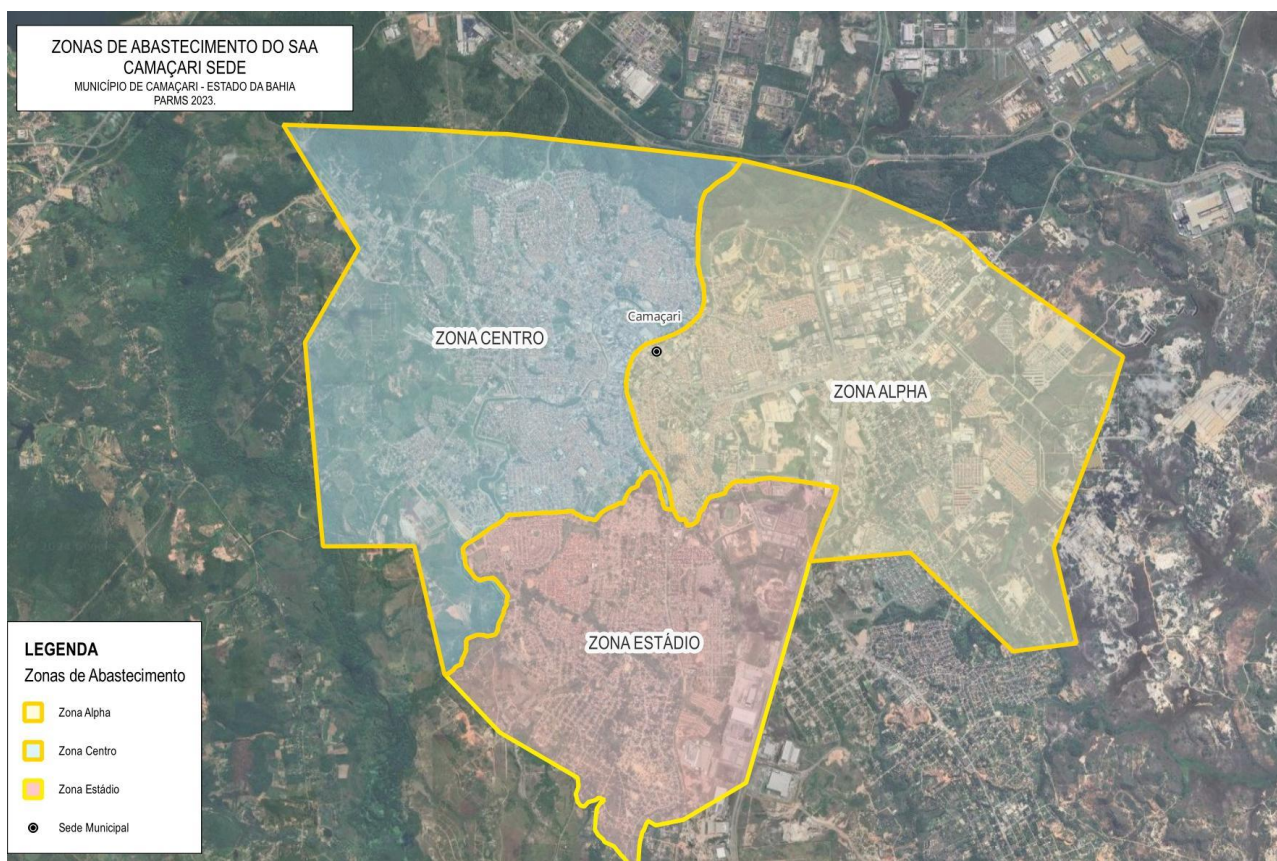 ZONAS DE ABASTECIMENTO DO SAA
CAMAÇARI SEDE
MUNICÍPIO DE CAMAÇARI - ESTADO DA BAHIA
PARMS 2023.
Camaçari
ZONA CENTRO
ZONA ALPHA
ZONA ESTÁDIO
LEGENDA
Zonas de Abastecimento
Zona Alpha
Zona Centro
Zona Estádio
Sede Municipal